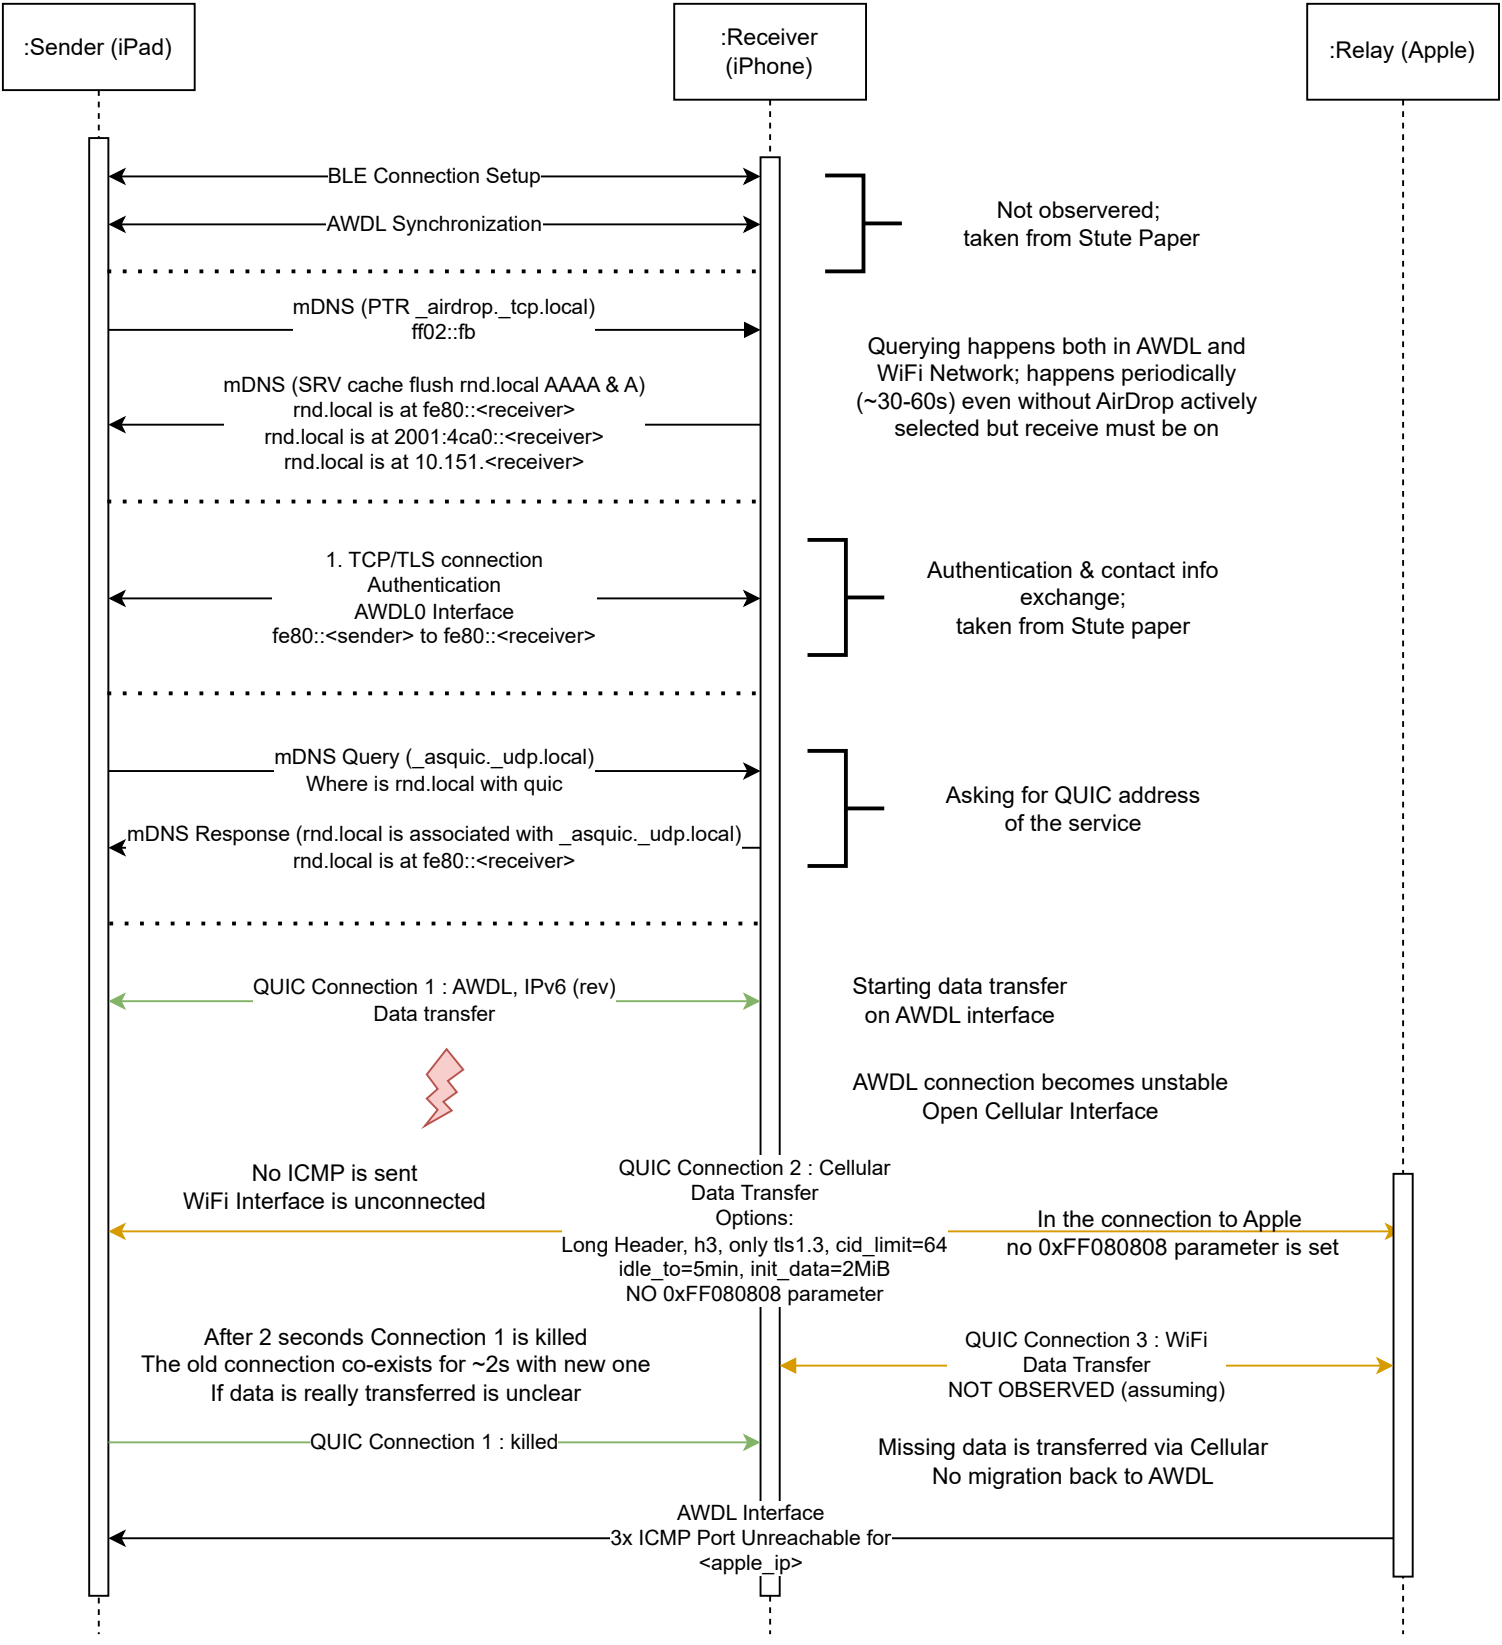 :Sender (iPad)
:Receiver
(iPhone)
:Relay (Apple)
BLE Connection Setup
AWDL Synchronization
Not observered;
taken from Stute Paper
mDNS (PTR _airdrop._tcp.local)
ff02::fb
mDNS (SRV cache flush rnd.local AAAA & A)
rnd.local is at fe80::<receiver>
rnd.local is at 2001:4ca0::<receiver>
rnd.local is at 10.151.<receiver>
Querying happens both in AWDL and
WiFi Network; happens periodically
(~30-60s) even without AirDrop actively
selected but receive must be on
1. TCP/TLS connection
Authentication
AWDL0 Interface
fe80::<sender> to fe80::<receiver>
Authentication & contact info
exchange;
taken from Stute paper
mDNS Query (_asquic._udp.local)
Where is rnd.local with quic
mDNS Response (rnd.local is associated with _asquic._udp.local)
rnd.local is at fe80::<receiver>
Asking for QUIC address
of the service
QUIC Connection 1 : AWDL, IPv6 (rev)
Data transfer
Starting data transfer
on AWDL interface
AWDL connection becomes unstable
Open Cellular Interface
No ICMP is sent
WiFi Interface is unconnected
QUIC Connection 2 : Cellular
Data Transfer
Options:
Long Header, h3, only tls1.3, cid_limit=64
idle_to=5min, init_data=2MiB
NO 0xFF080808 parameter
In the connection to Apple
no 0xFF080808 parameter is set
After 2 seconds Connection 1 is killed
The old connection co-exists for ~2s with new one
If data is really transferred is unclear
QUIC Connection 3 : WiFi
Data Transfer
NOT OBSERVED (assuming)
QUIC Connection 1 : killed
Missing data is transferred via Cellular
No migration back to AWDL
AWDL Interface
3x ICMP Port Unreachable for
<apple_ip>